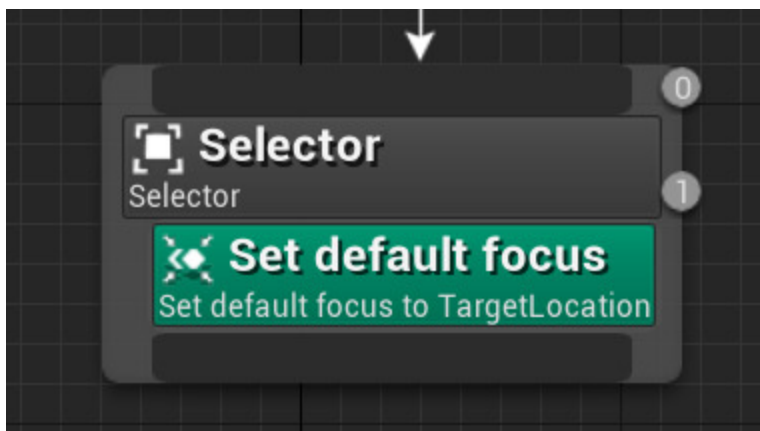 0
Selector
Selector
1
Set default focus
Set default focus to TargetLocation